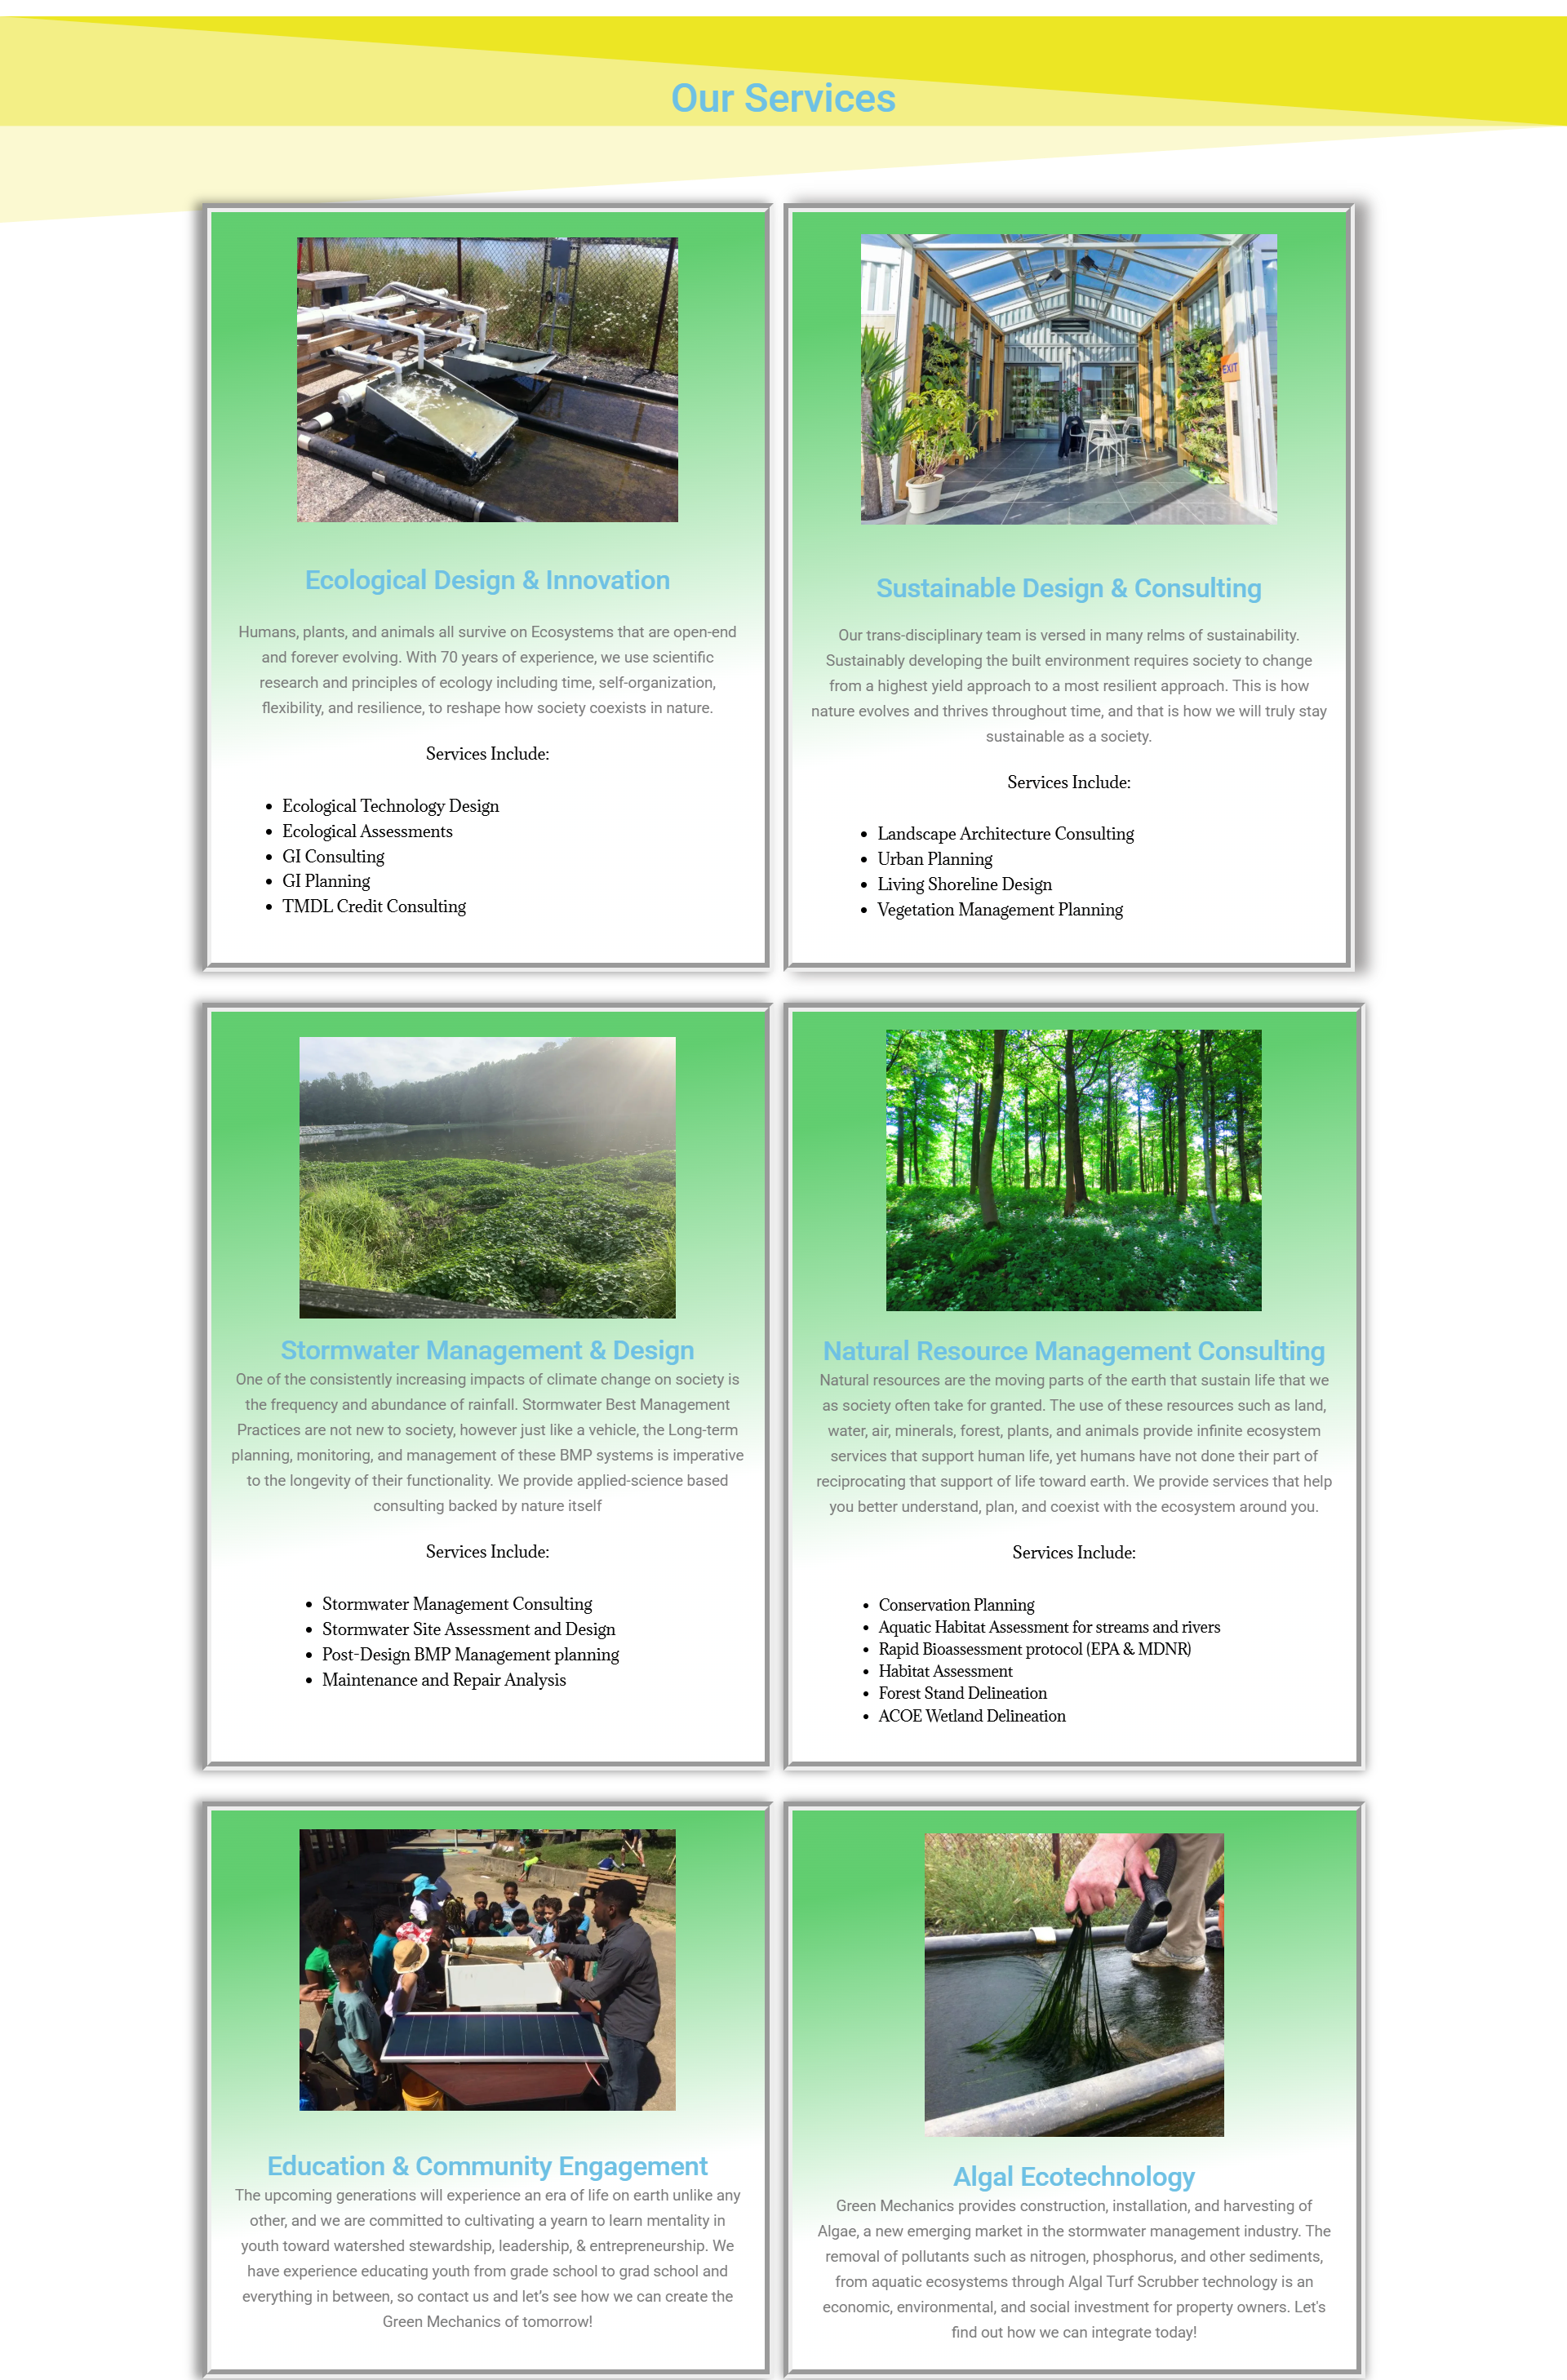 Our Services
EXIT
Ecological Design & Innovation
Humans, plants, and animals all survive on Ecosystems that are open-end
and forever evolving. With 70 years of experience, we use scientific
research and principles of ecology including time, self-organization,
flexibility, and resilience, to reshape how society coexists in nature.
Services Include:
• Ecological Technology Design
• Ecological Assessments
• GI Consulting
• GI Planning
• TMDL Credit Consulting
Sustainable Design & Consulting
Our trans-disciplinary team is versed in many relms of sustainability.
Sustainably developing the built environment requires society to change
from a highest yield approach to a most resilient approach. This is how
nature evolves and thrives throughout time, and that is how we will truly stay
sustainable as a society.
Services Include:
• Landscape Architecture Consulting
• Urban Planning
• Living Shoreline Design
• Vegetation Management Planning
Stormwater Management & Design
One of the consistently increasing impacts of climate change on society is
the frequency and abundance of rainfall. Stormwater Best Management
Practices are not new to society, however just like a vehicle, the Long-term
planning, monitoring, and management of these BMP systems is imperative
to the longevity of their functionality. We provide applied-science based
consulting backed by nature itself
Services Include:
• Stormwater Management Consulting
• Stormwater Site Assessment and Design
• Post-Design BMP Management planning
• Maintenance and Repair Analysis
Natural Resource Management Consulting
Natural resources are the moving parts of the earth that sustain life that we
as society often take for granted. The use of these resources such as land,
water, air, minerals, forest, plants, and animals provide infinite ecosystem
services that support human life, yet humans have not done their part of
reciprocating that support of life toward earth. We provide services that help
you better understand, plan, and coexist with the ecosystem around you.
Services Include:
• Conservation Planning
• Aquatic Habitat Assessment for streams and rivers
• Rapid Bioassessment protocol (EPA & MDNR)
• Habitat Assessment
• Forest Stand Delineation
• ACOE Wetland Delineation
Education & Community Engagement
The upcoming generations will experience an era of life on earth unlike any
other, and we are committed to cultivating a yearn to learn mentality in
youth toward watershed stewardship, leadership, & entrepreneurship. We
have experience educating youth from grade school to grad school and
everything in between, so contact us and let's see how we can create the
Green Mechanics of tomorrow!
Algal Ecotechnology
Green Mechanics provides construction, installation, and harvesting of
Algae, a new emerging market in the stormwater management industry. The
removal of pollutants such as nitrogen, phosphorus, and other sediments,
from aquatic ecosystems through Algal Turf Scrubber technology is an
economic, environmental, and social investment for property owners. Let's
find out how we can integrate today!